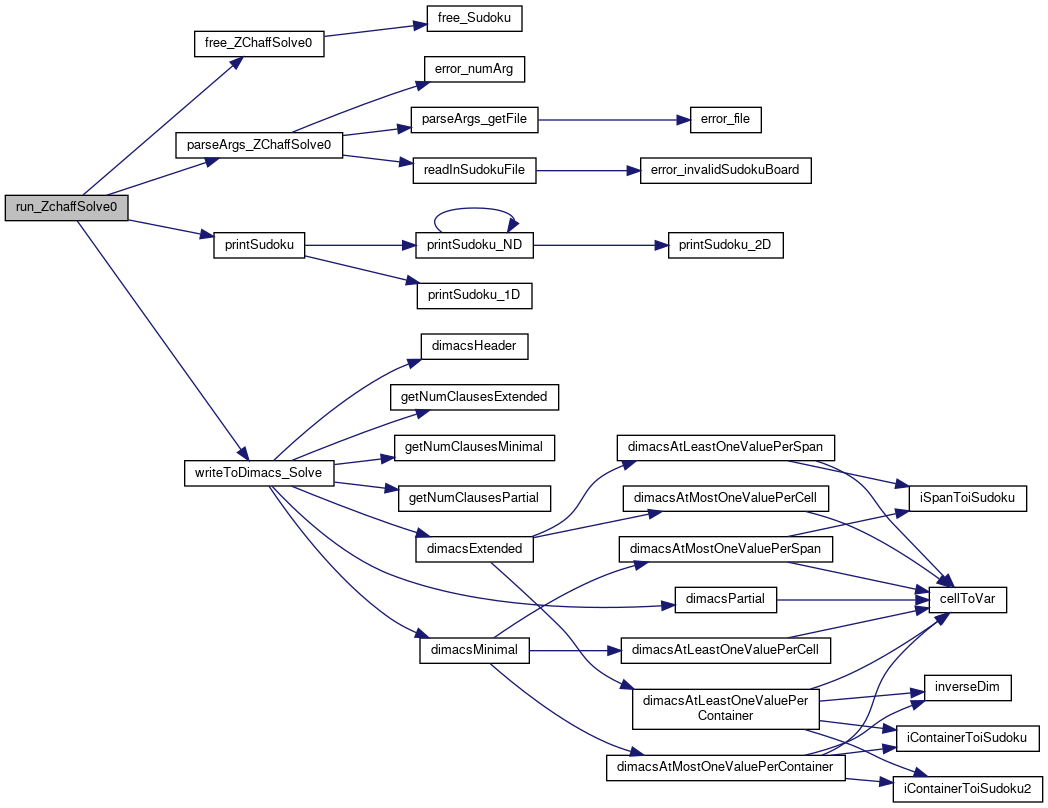 free_Sudoku
free_ZChaffSolve0
error_numArg
parseArgs_getFile
error_file
parseArgs_ZChaffSolve0
readInSudokuFile
error_invalidSudokuBoard
run_ZchaffSolve0
printSudoku
printSudoku_ND
printSudoku_2D
printSudoku_1D
dimacsHeader
getNumClausesExtended
getNumClausesMinimal
dimacsAtLeastOneValuePerSpan
writeToDimacs_Solve
getNumClausesPartial
dimacsAtMostOneValuePerCell
iSpanToiSudoku
dimacsExtended
dimacsAtMostOneValuePerSpan
dimacsPartial
cellToVar
dimacsMinimal
dimacsAtLeastOneValuePerCell
dimacsAtLeastOneValuePer
Container
inverseDim
iContainerToiSudoku
dimacsAtMostOneValuePerContainer
iContainerToiSudoku2